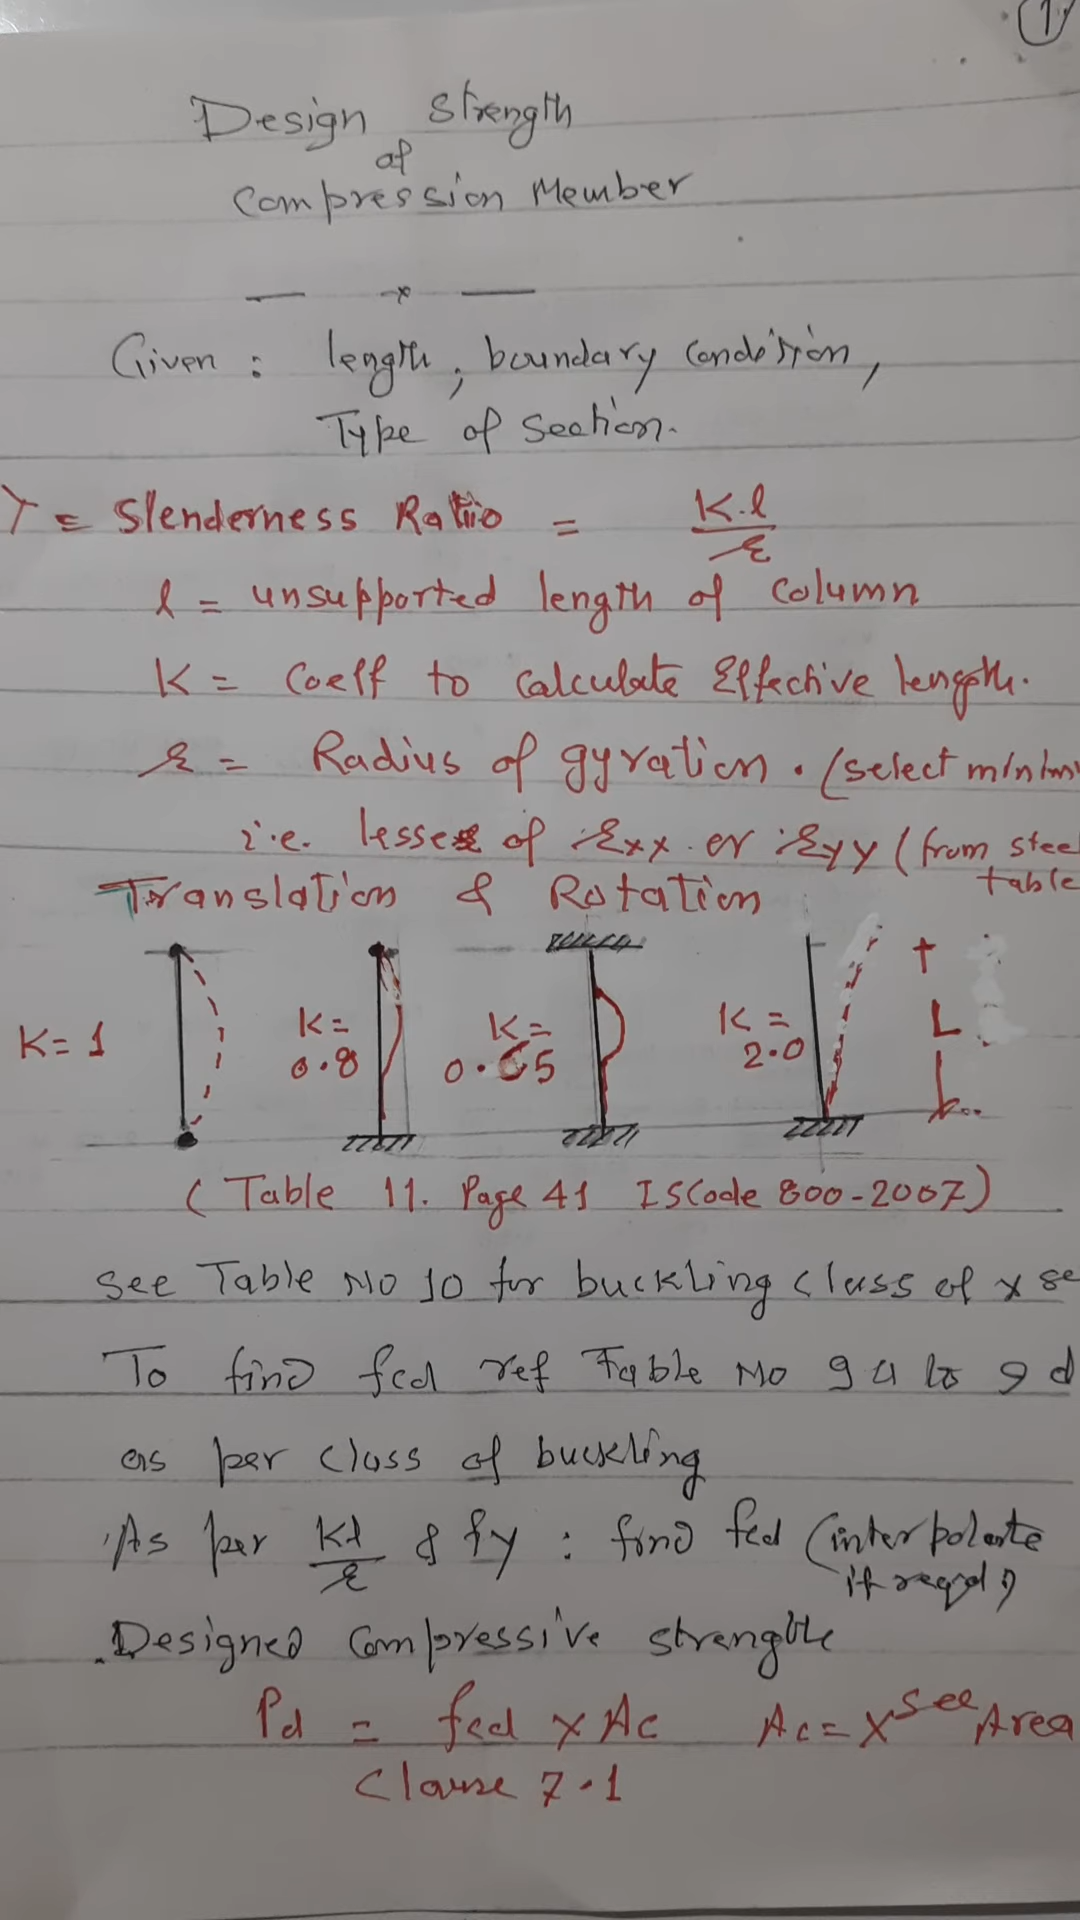 1
Design Strength
of
Compression Member
— x —
Given : length, boundary Condition,
Type of Section.
λ = Slenderness Ratio = K.l / r
l = unsupported length of Column
K = Coeff to Calculate Effective length.
r = Radius of gyration. (select minim
i.e. lesser of rxx or ryy (from steel
table
Translation & Rotation
K= 1 K= 0.8 K= 0.65 K= 2.0
(Table 11. Page 41 IS Code 800-2007)
See Table No 10 for buckling class of x se
To find fcd ref Table No 9 a to 9 d
as per class of buckling
As per Kl/r & fy : find fcd (interpolate
if reqd)
Designed Compressive strength
Pd = fcd x Ac Ac = x sec Area
Clause 7.1